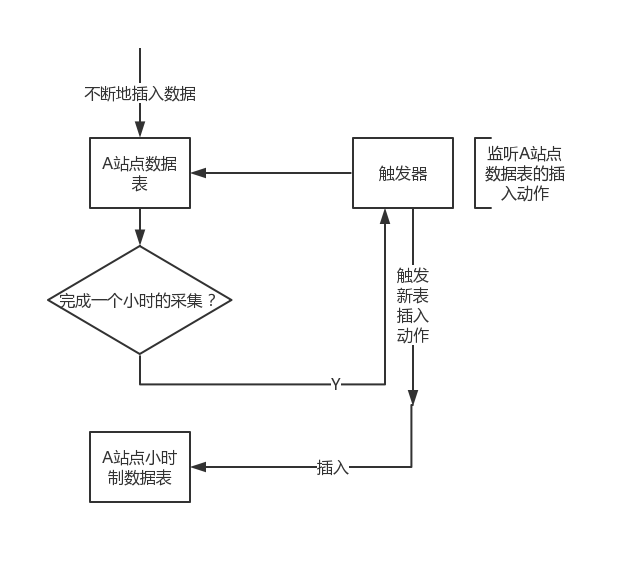 不断地插入数据
A站点数据
表
触发器
监听A站点
数据表的插
入动作
完成一个小时的采集？
触发
新表
插入
动作
Y
A站点小时
制数据表
插入